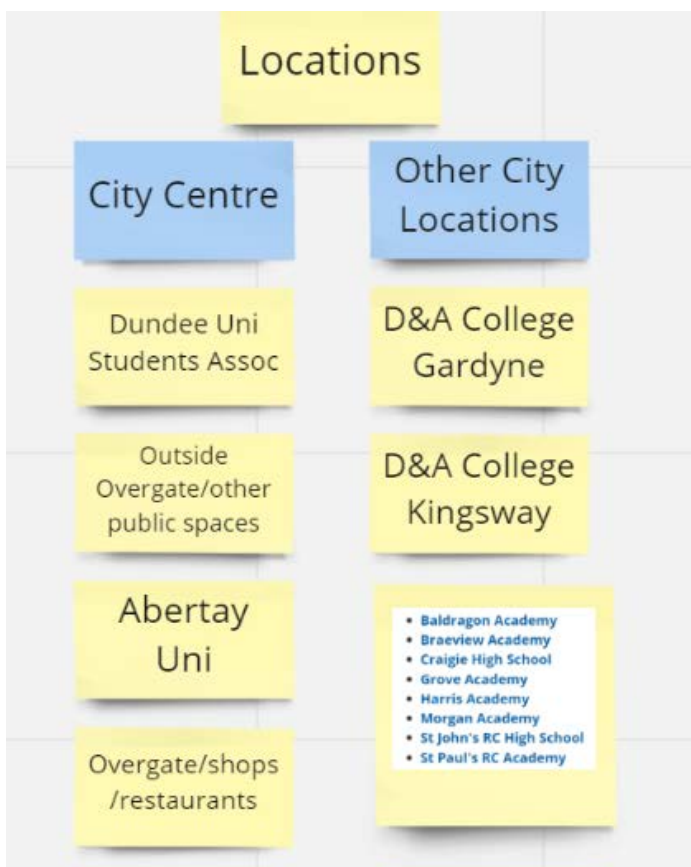 Locations
City Centre
Dundee Uni
Students Assoc
Outside
Overgate/other
public spaces
Abertay
Uni
Overgate/shops
/restaurants
Other City
Locations
D&A College
Gardyne
D&A College
Kingsway
• Baldragon Academy
• Braeview Academy
• Craigie High School
• Grove Academy
• Harris Academy
• Morgan Academy
• St John's RC High School
• St Paul's RC Academy